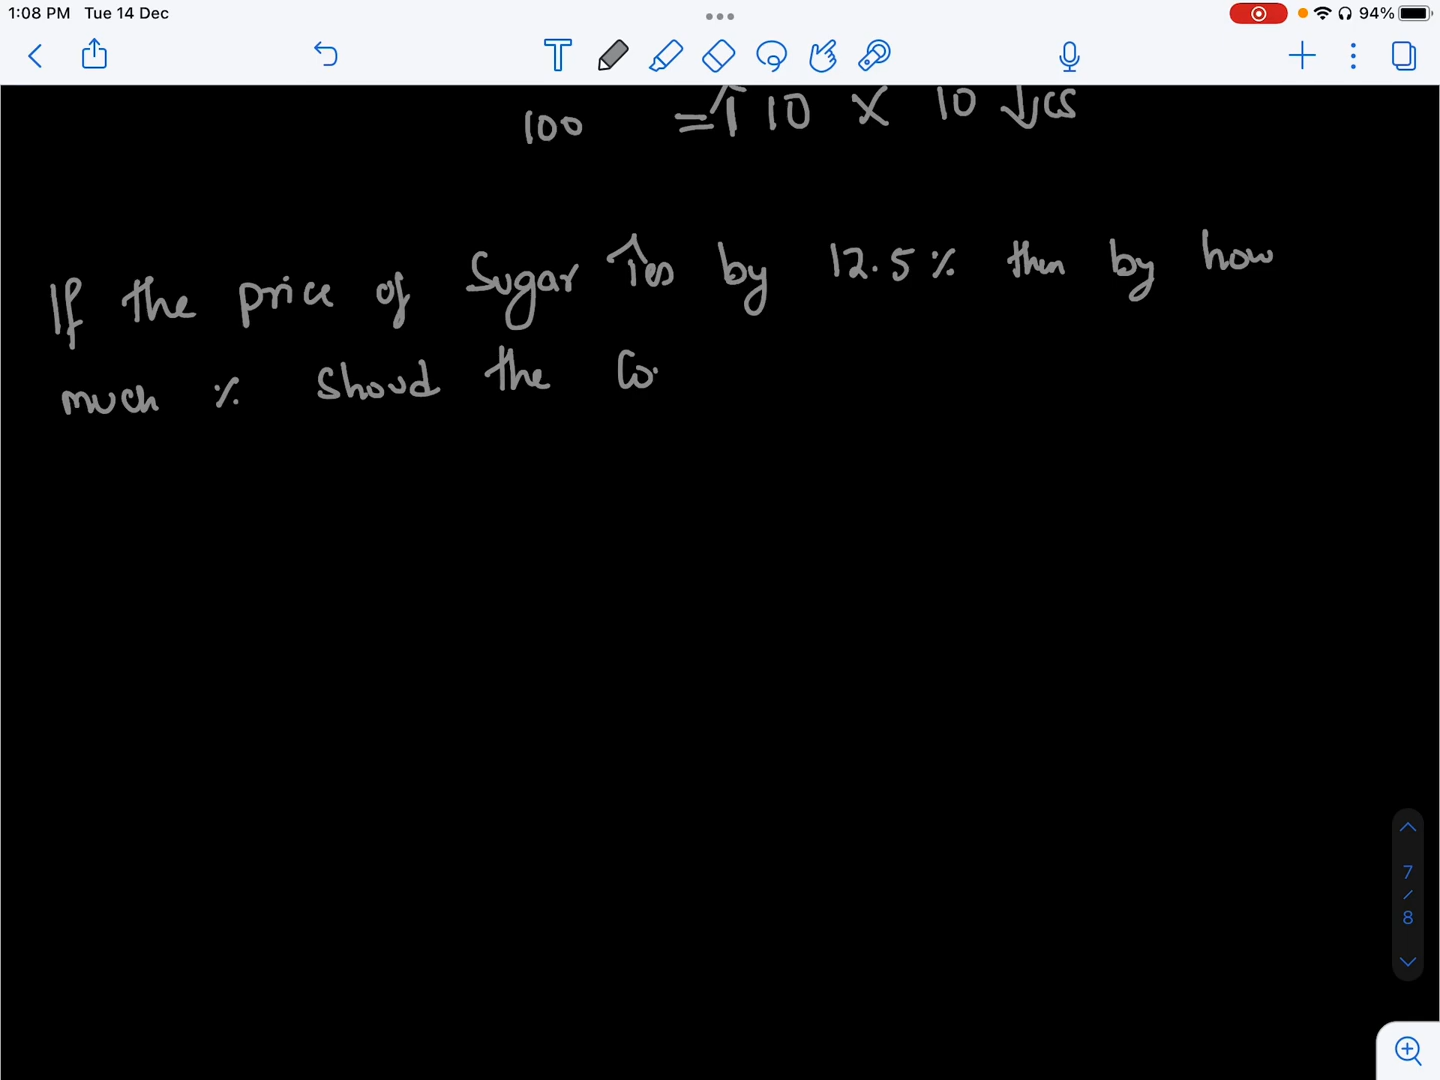 1:08 PM Tue 14 Dec 94%
T
100 = ↑ 10 X 10 ↓ces
If the price of Sugar ↑es by 12.5 % then by how
much % shoud the Co
7
/
8